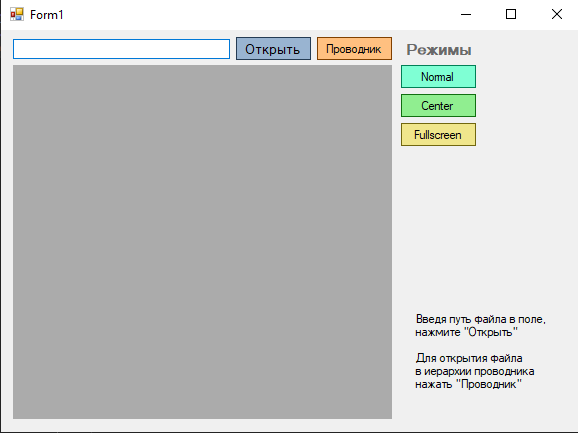 Form1
Открыть
Проводник
Режимы
Normal
Center
Fullscreen
Введя путь файла в поле,
нажмите "Открыть"
Для открытия файла
в иерархии проводника
нажать "Проводник"